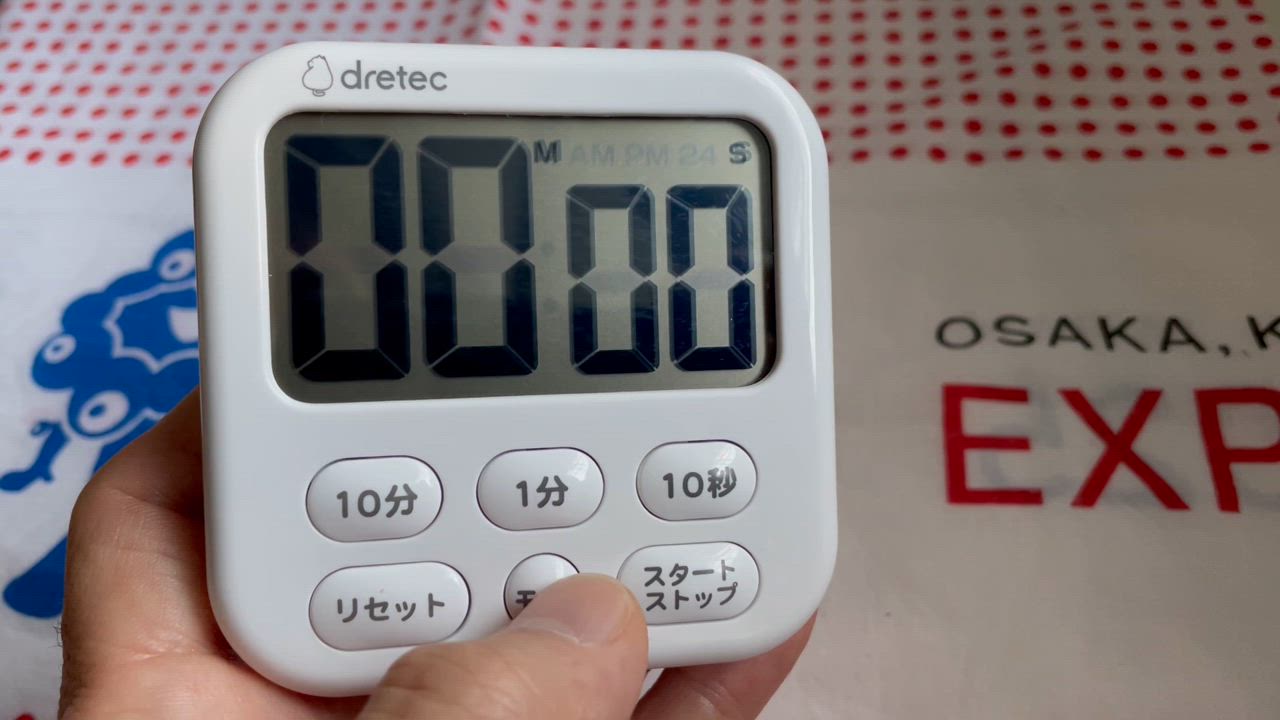 dretec
00 M 00 S
AM PM 24
10分
1分
10秒
リセット
スタート
ストップ
OSAKA, K
EXP